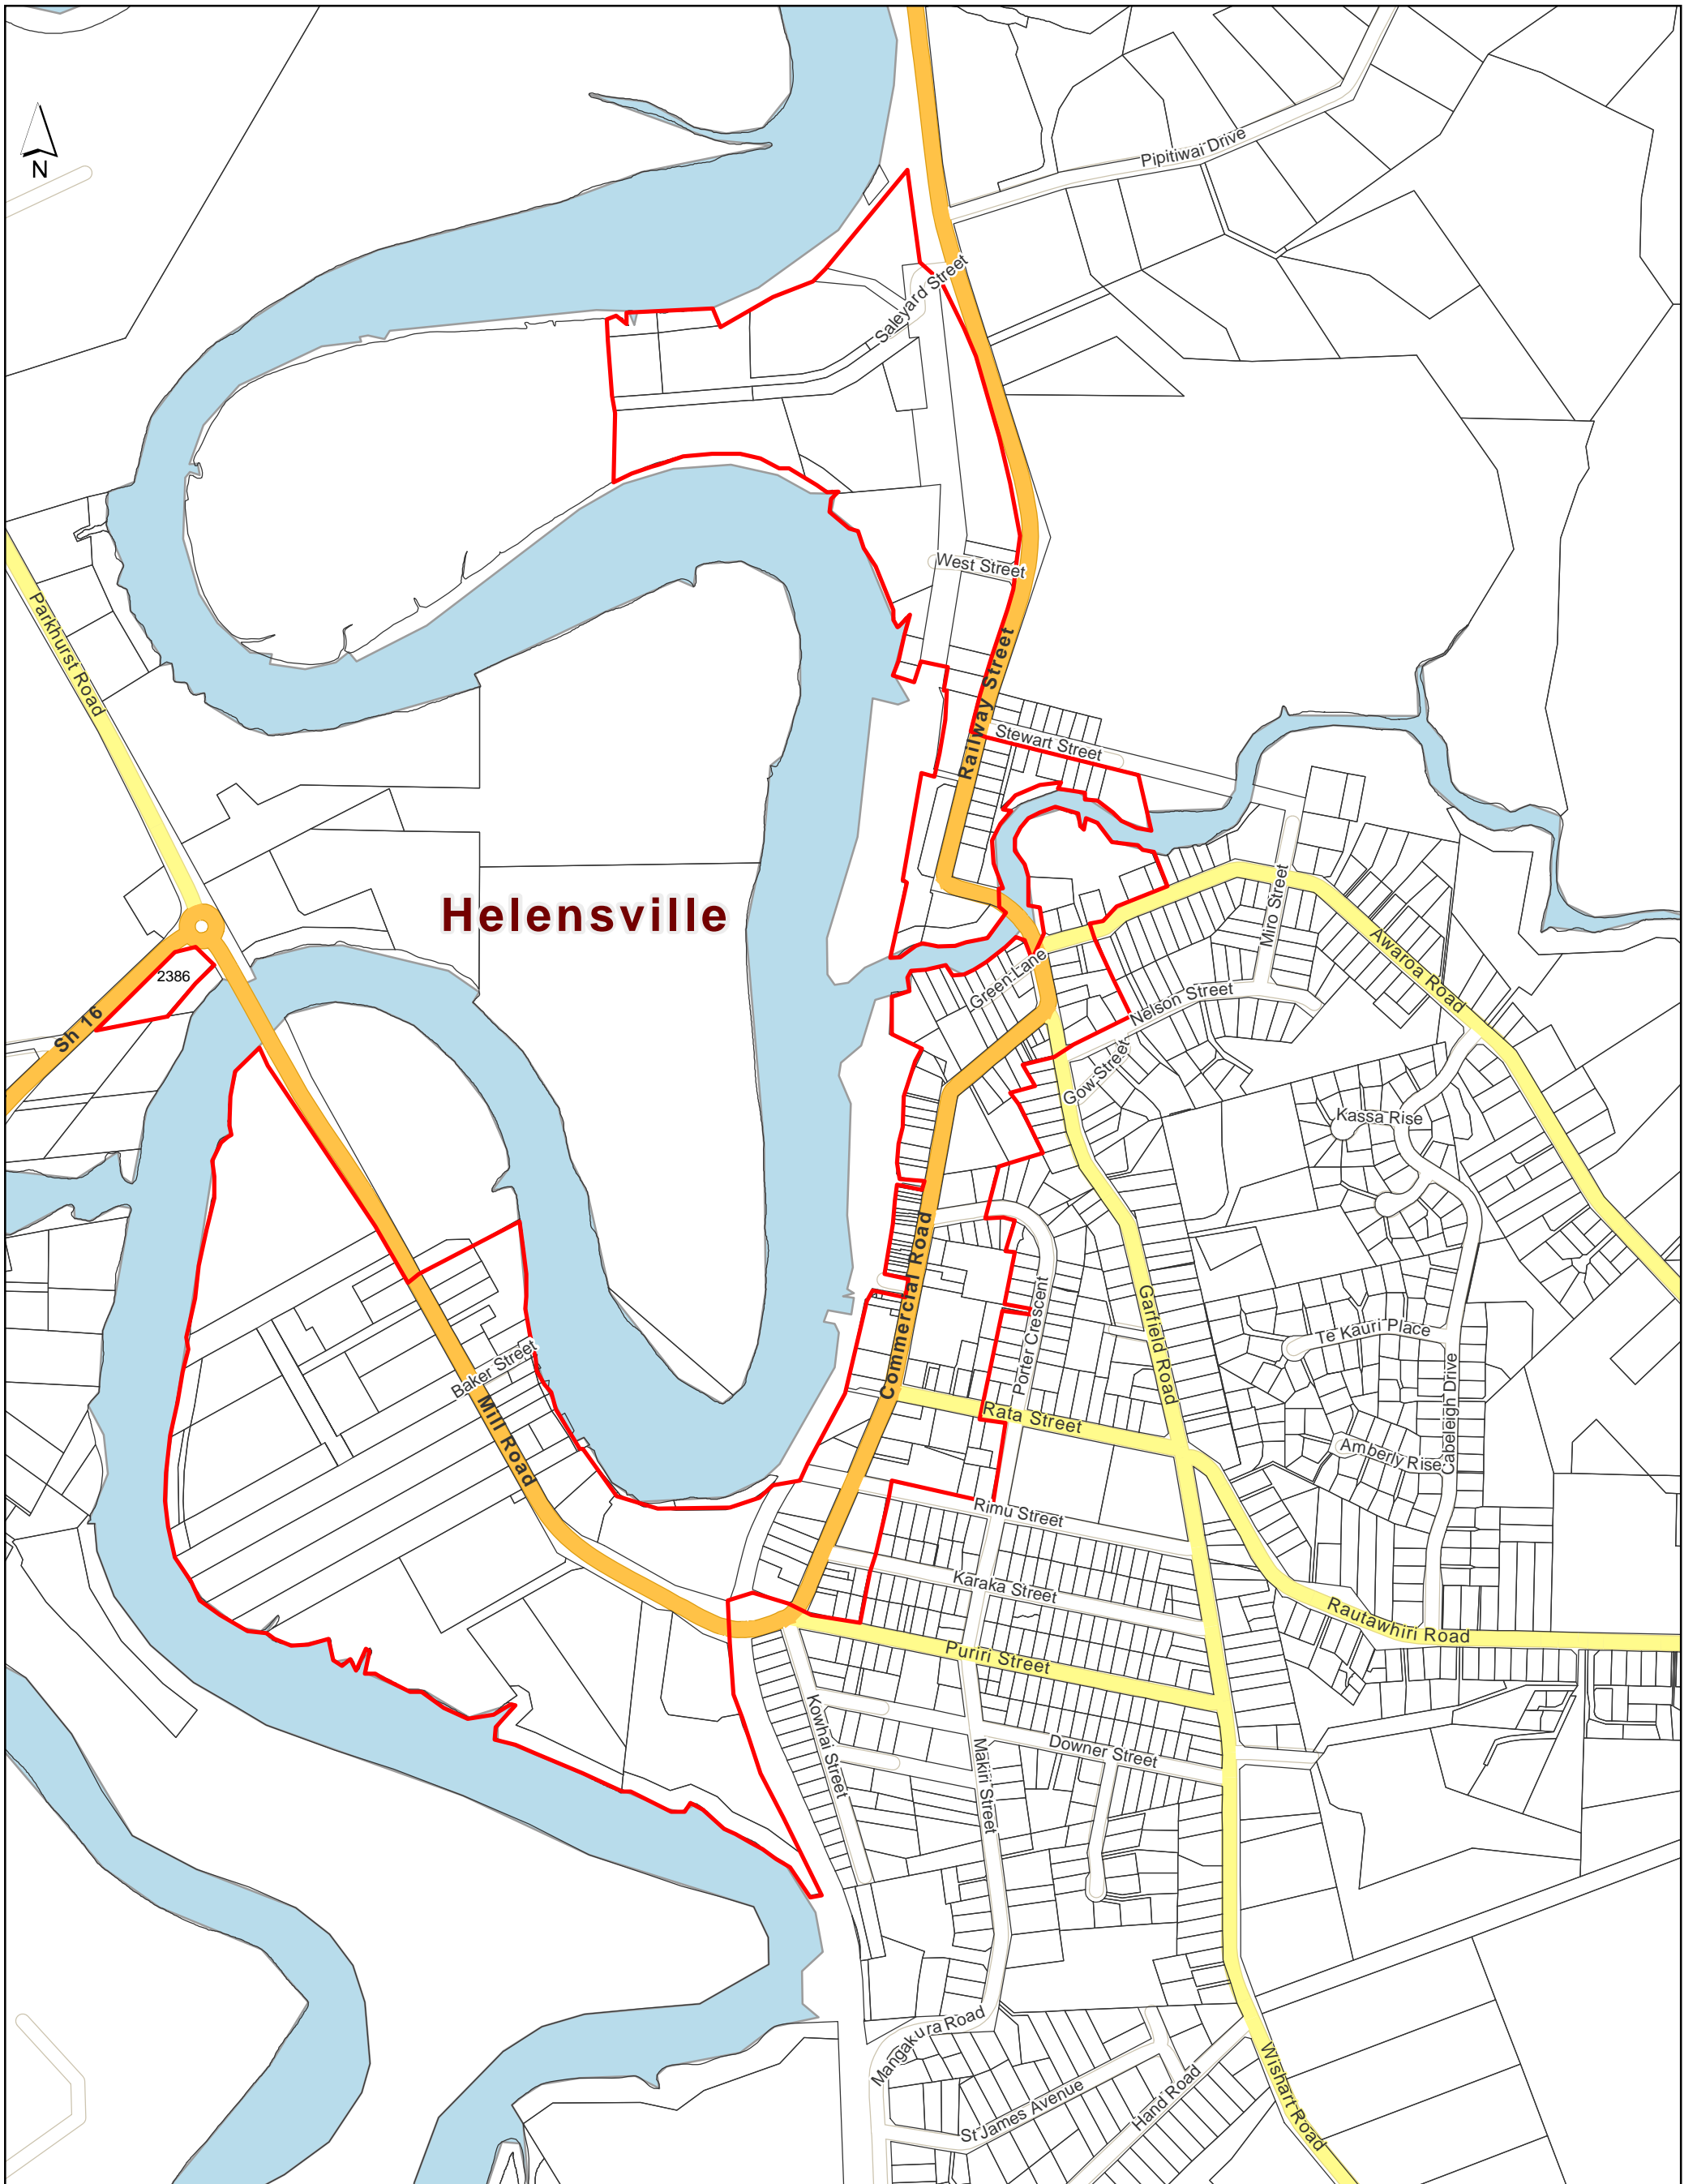 Pipitiwai Drive
N
Saleyard Street
West Street
Parkhurst Road
Railway Street
Stewart Street
Helensville
Miro Street
Awaroa Road
2386
Green Lane
Nelson Street
Sh 16
Gow Street
Kassa Rise
Commercial Road
Porter Crescent
Garfield Road
Te Kauri Place
Baker Street
Cabeleigh Drive
Mill Road
Rata Street
Amberly Rise
Rimu Street
Karaka Street
Rautawhiri Road
Puriri Street
Kowhai Street
Makiri Street
Downer Street
Mangakura Road
St James Avenue
Hand Road
Wishart Road